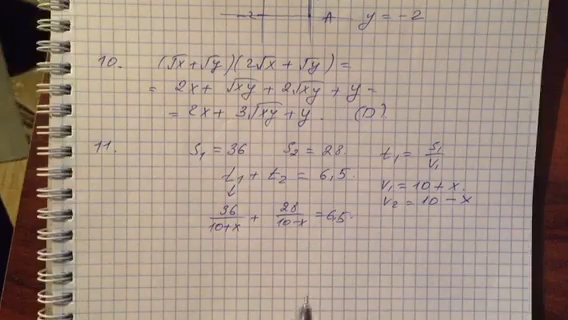 -2 A y = -2
10. (√x+√y)(2√x+√y) =
= 2x+ √xy + 2√xy + y =
= 2x+ 3√xy + y. (D)
11. S₁ = 36 S₂ = 28. t₁ = S₁/V₁
t₁ + t₂ = 6,5. V₁ = 10 + x.
↓ V₂ = 10 - x
36/10+x + 28/10-x = 6,5.